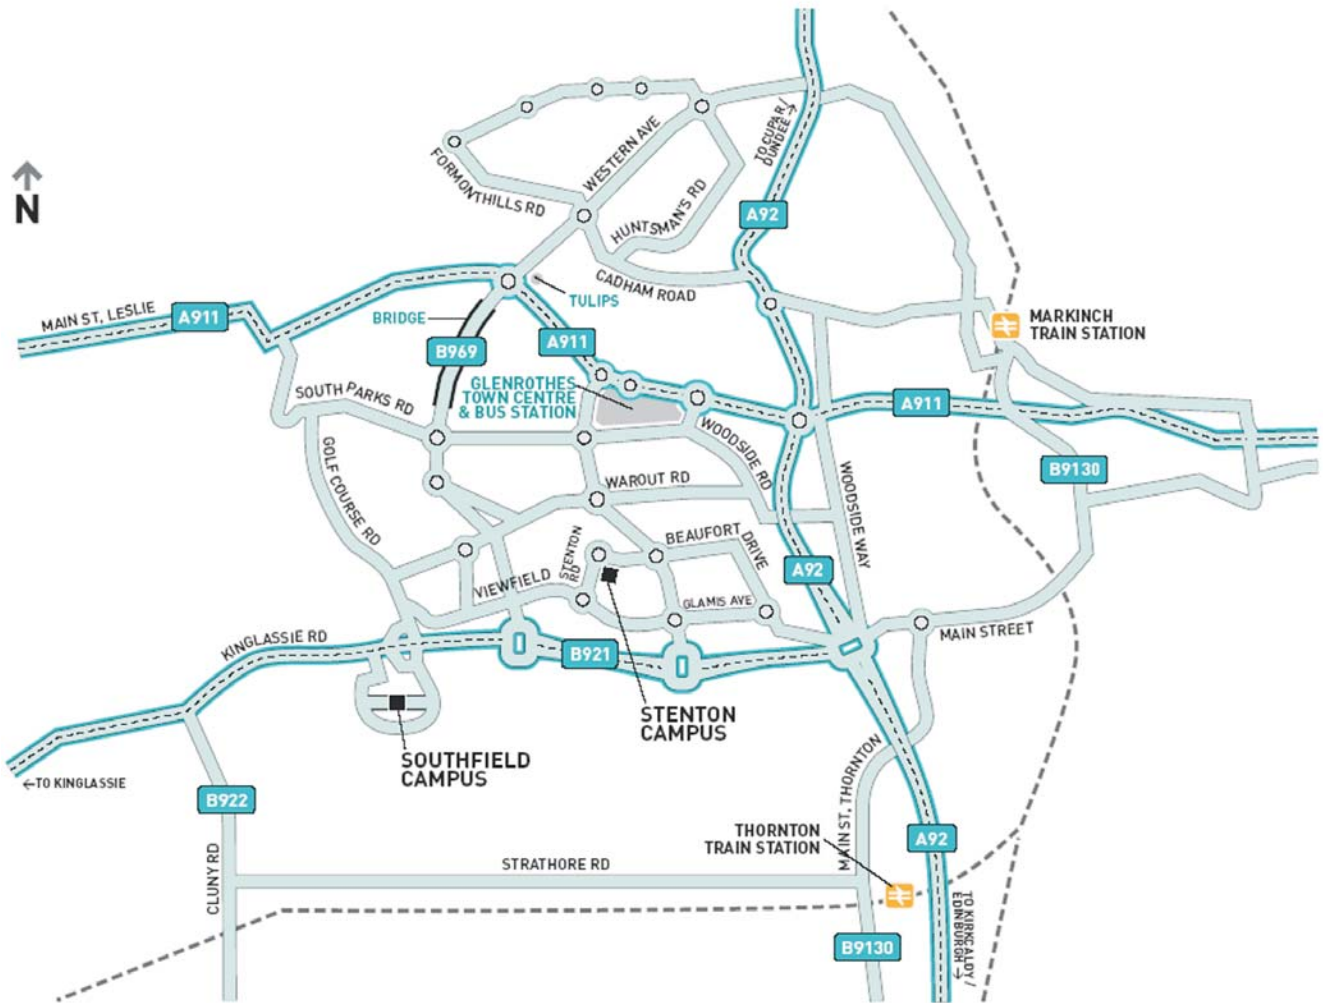 TO CUPAR /
DUNDEE →
WESTERN AVE
FORMONTHILLS RD
HUNTSMAN'S RD
N
A92
CADHAM ROAD
TULIPS
MAIN ST, LESLIE
A911
BRIDGE
B969
A911
MARKINCH
TRAIN STATION
GLENROTHES
TOWN CENTRE
& BUS STATION
SOUTH PARKS RD
A911
WOODSIDE RD
GOLF COURSE RD
WAROUT RD
WOODSIDE WAY
B9130
STENTON
RD
BEAUFORT
DRIVE
VIEWFIELD
A92
GLAMIS AVE
KINGLASSIE RD
B921
MAIN STREET
STENTON
CAMPUS
SOUTHFIELD
CAMPUS
← TO KINGLASSIE
B922
MAIN ST, THORNTON
THORNTON
TRAIN STATION
A92
CLUNY RD
STRATHORE RD
B9130
TO KIRKCALDY /
EDINBURGH →